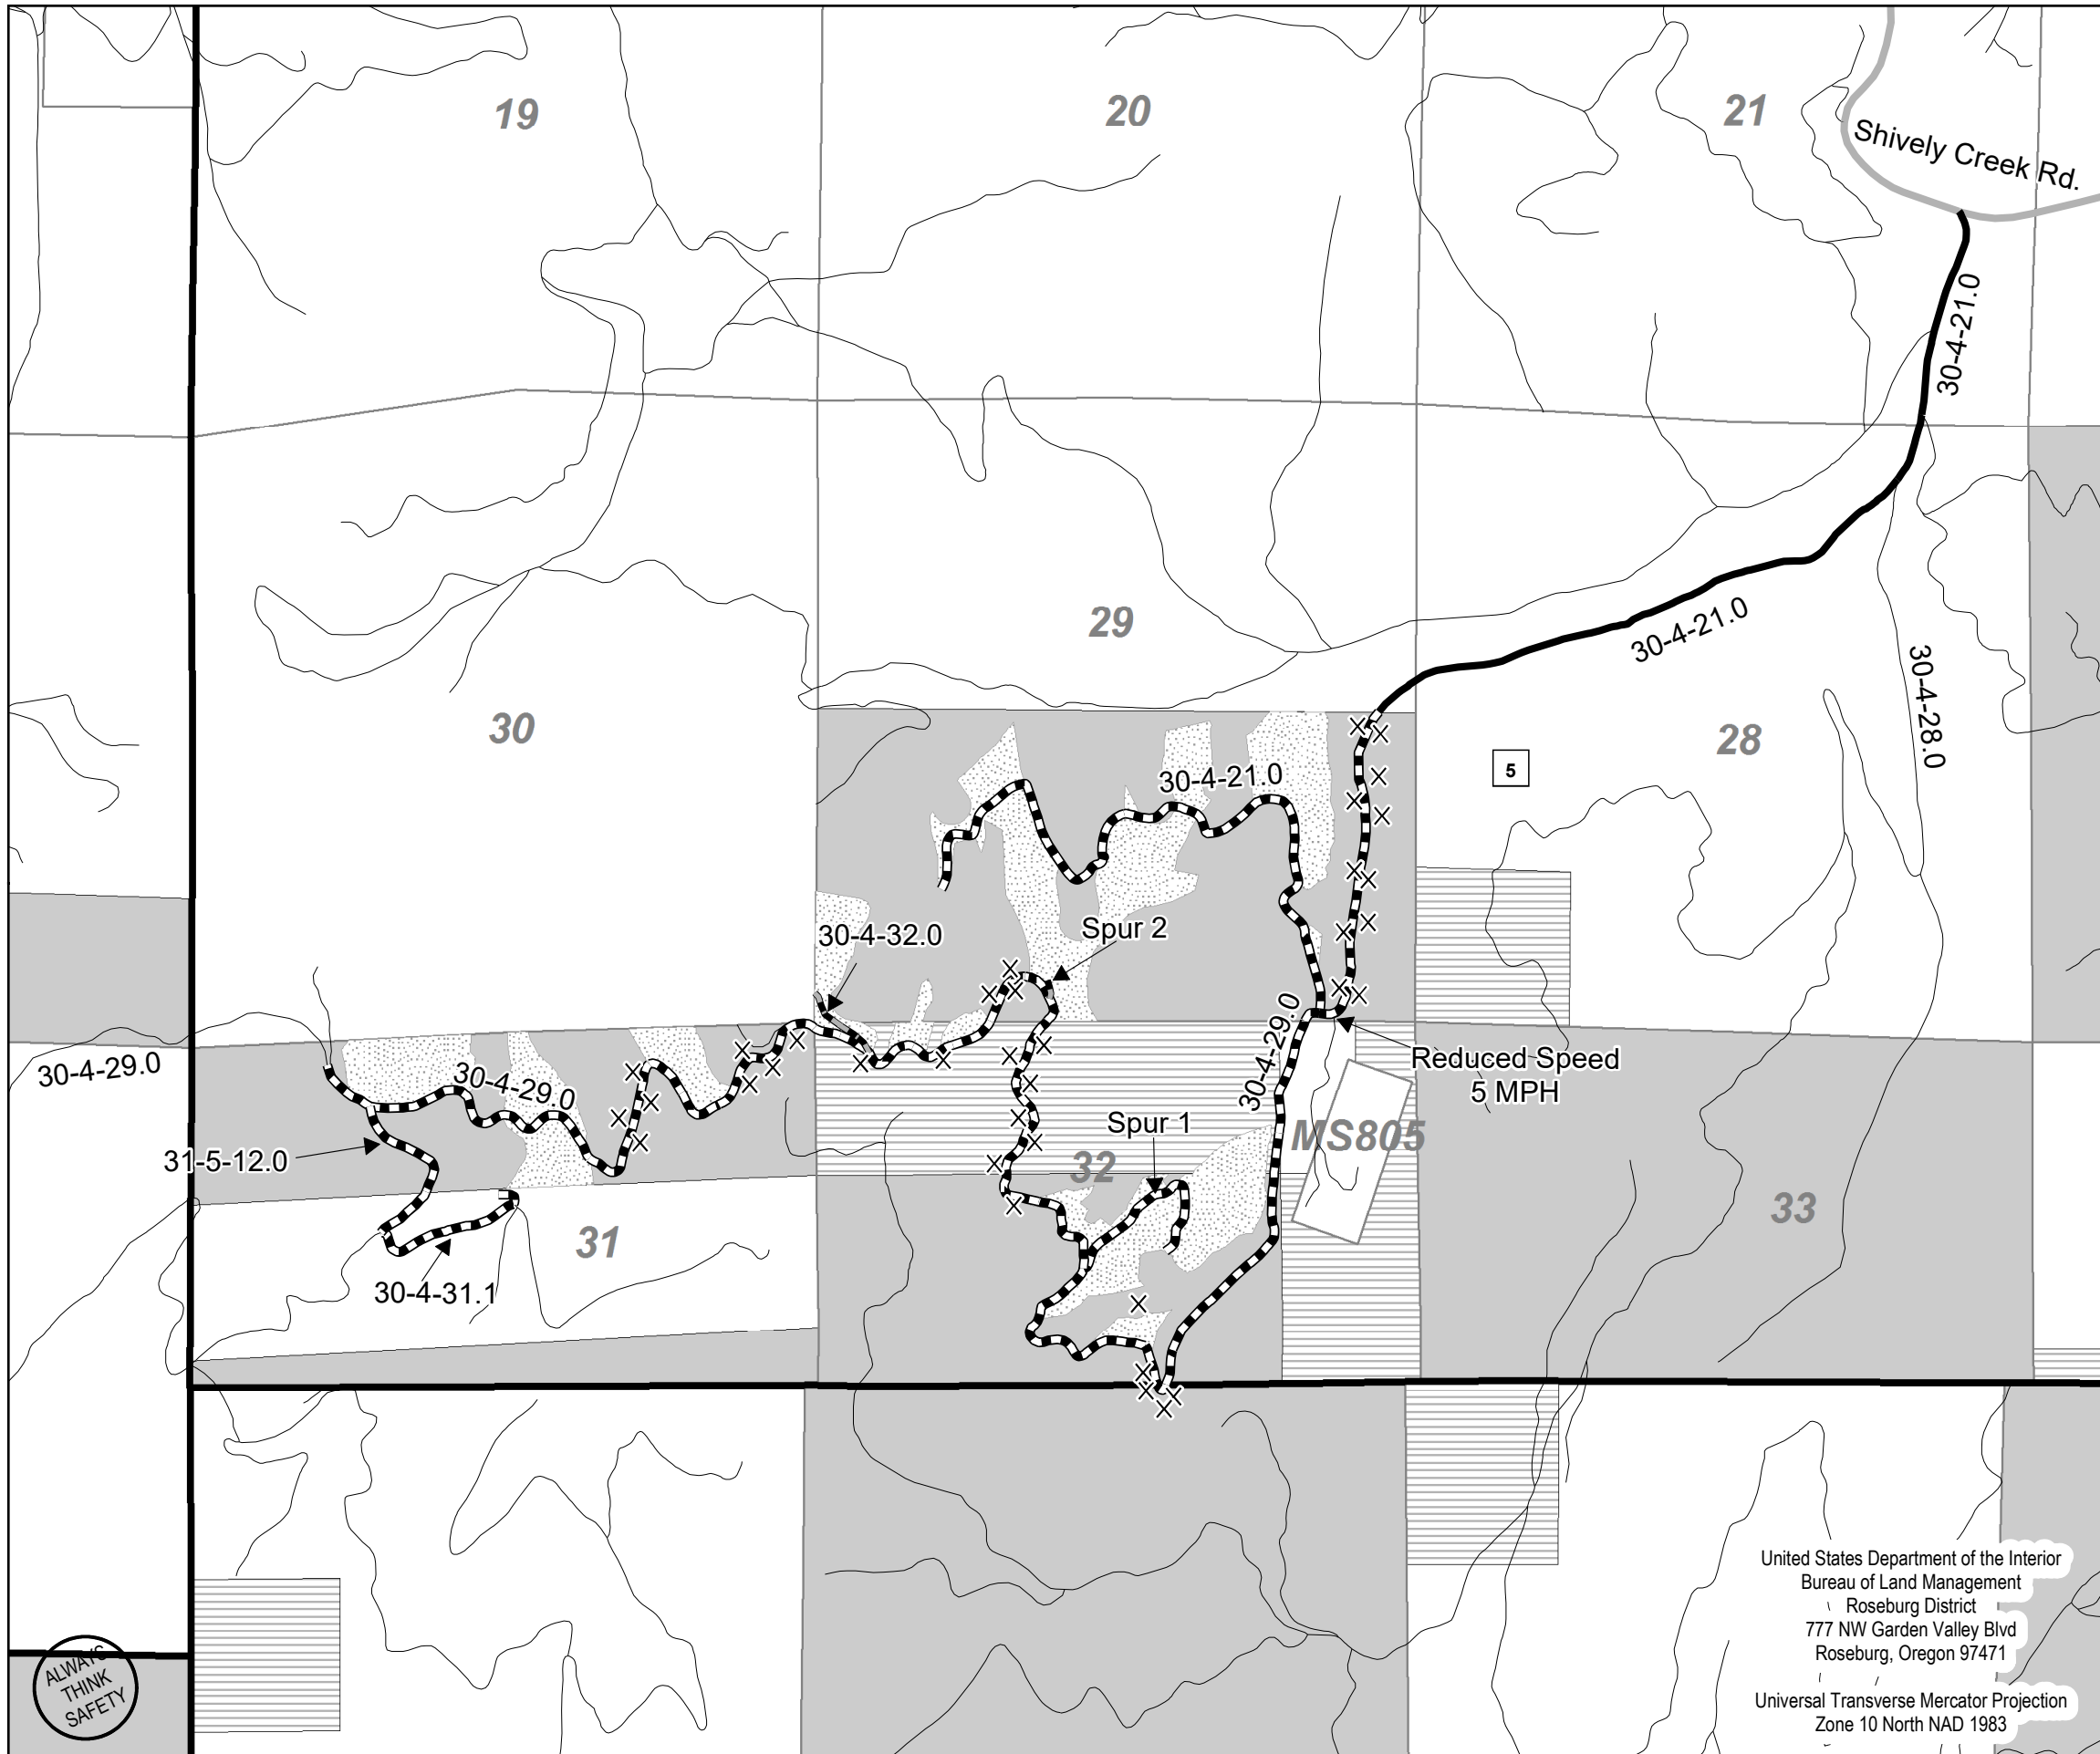 19
20
21
Shively Creek Rd.
30-4-21.0
29
30-4-21.0
30-4-28.0
30
28
5
30-4-21.0
30-4-32.0
Spur 2
30-4-29.0
30-4-29.0
30-4-29.0
Reduced Speed
5 MPH
Spur 1
MS805
31-5-12.0
32
33
31
30-4-31.1
United States Department of the Interior
Bureau of Land Management
Roseburg District
777 NW Garden Valley Blvd
Roseburg, Oregon 97471
Universal Transverse Mercator Projection
Zone 10 North NAD 1983
ALWAYS
THINK
SAFETY